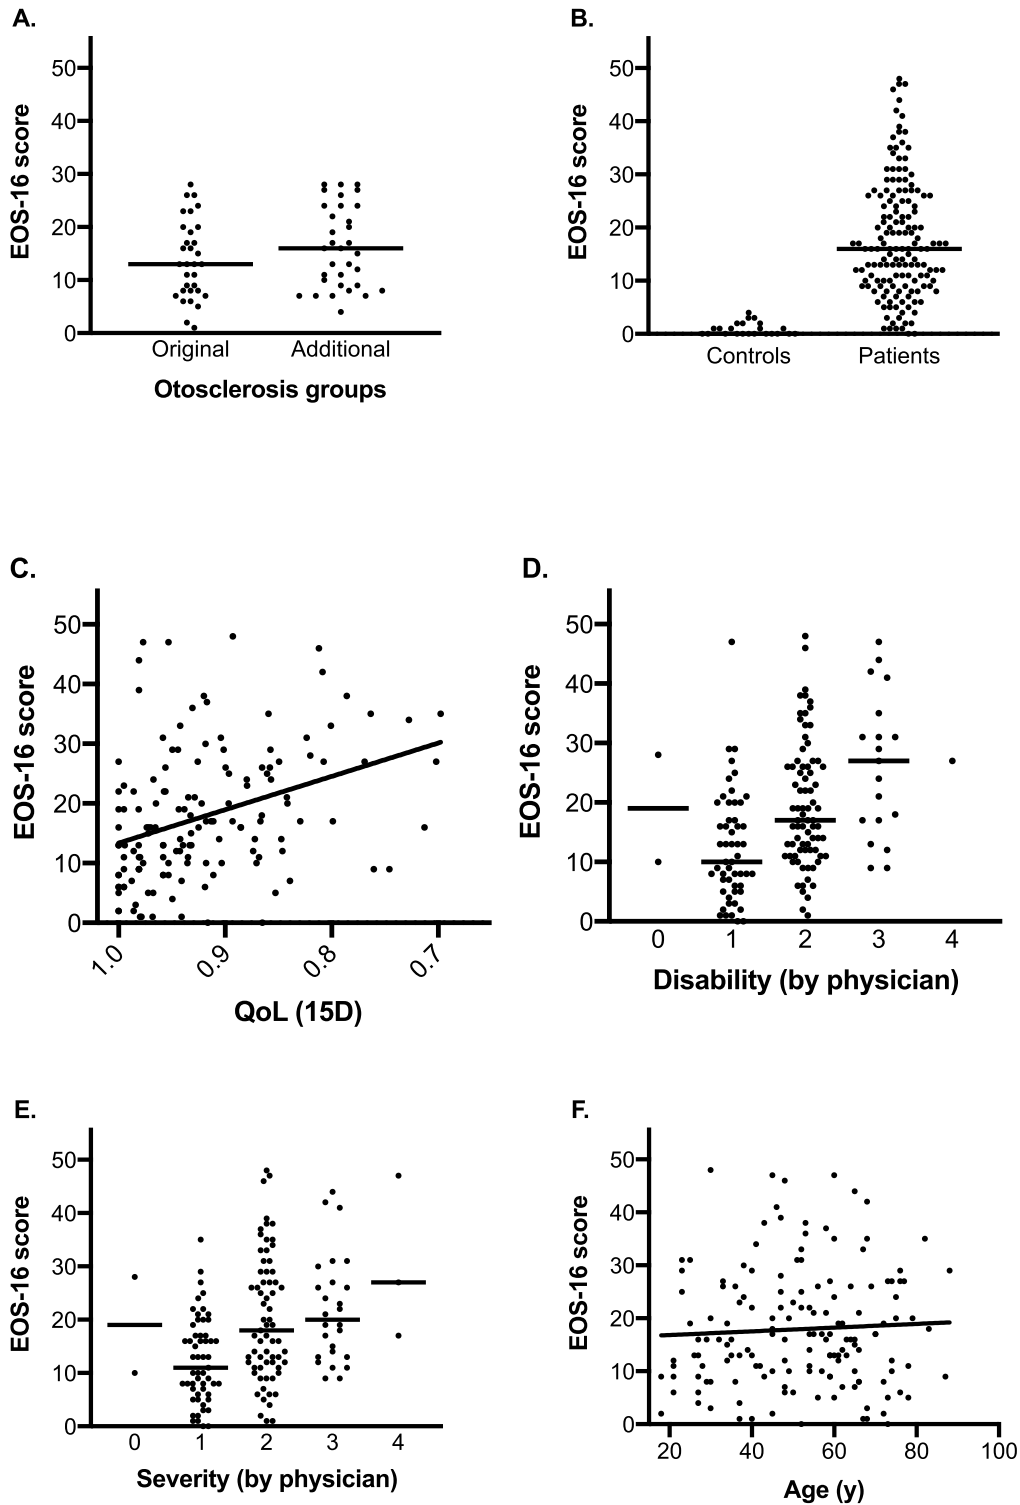 A.
EOS-16 score
50
40
30
20
10
0
Original Additional
Otosclerosis groups
B.
EOS-16 score
50
40
30
20
10
0
Controls Patients
C.
EOS-16 score
50
40
30
20
10
0
1.0 0.9 0.8 0.7
QoL (15D)
D.
EOS-16 score
50
40
30
20
10
0
0 1 2 3 4
Disability (by physician)
E.
EOS-16 score
50
40
30
20
10
0
0 1 2 3 4
Severity (by physician)
F.
EOS-16 score
50
40
30
20
10
0
20 40 60 80 100
Age (y)